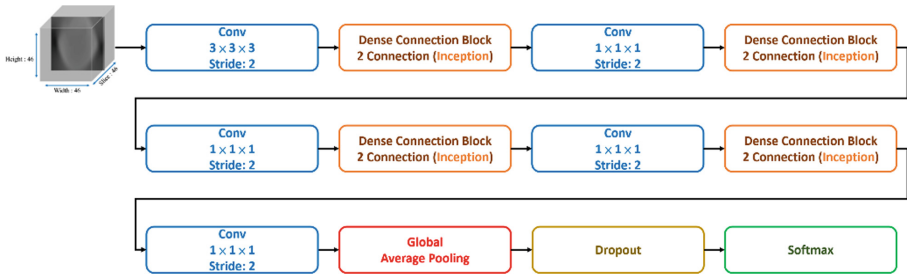 Height : 46
Width : 46
Slice : 46
Conv
3 × 3 × 3
Stride: 2
Dense Connection Block
2 Connection (Inception)
Conv
1 × 1 × 1
Stride: 2
Dense Connection Block
2 Connection (Inception)
Conv
1 × 1 × 1
Stride: 2
Dense Connection Block
2 Connection (Inception)
Conv
1 × 1 × 1
Stride: 2
Dense Connection Block
2 Connection (Inception)
Conv
1 × 1 × 1
Stride: 2
Global
Average Pooling
Dropout
Softmax